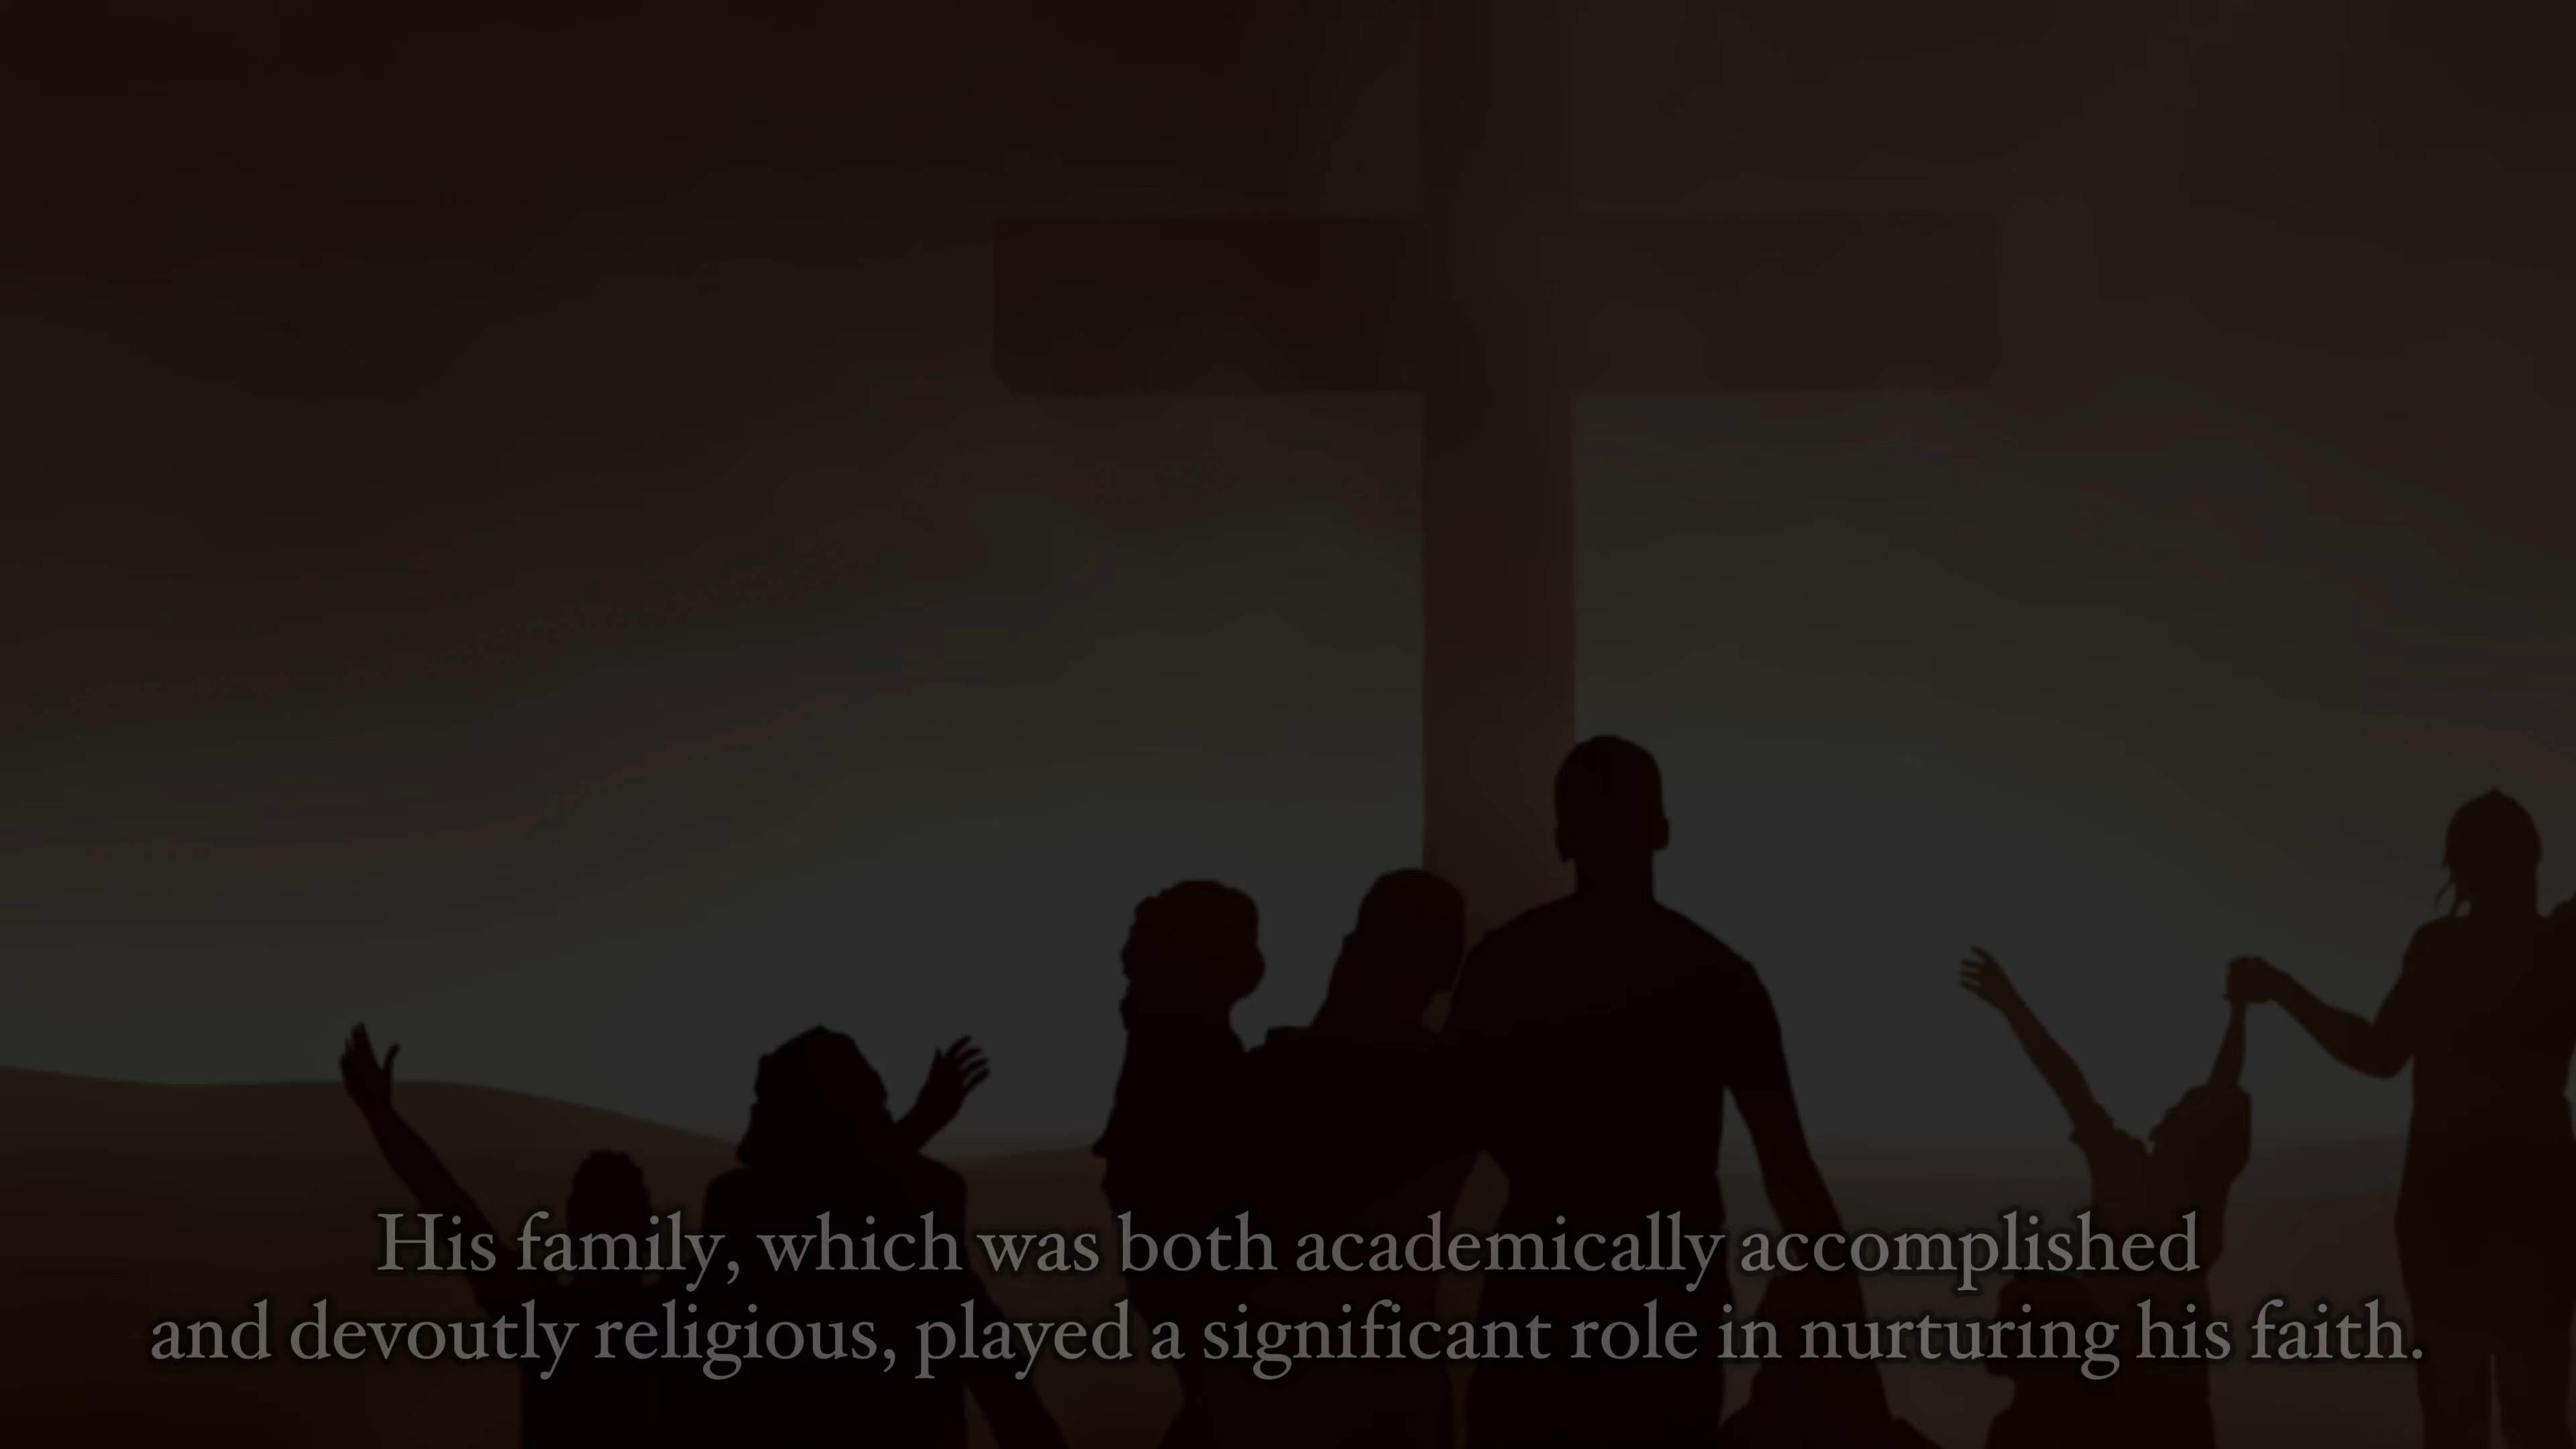 His family, which was both academically accomplished
and devoutly religious, played a significant role in nurturing his faith.